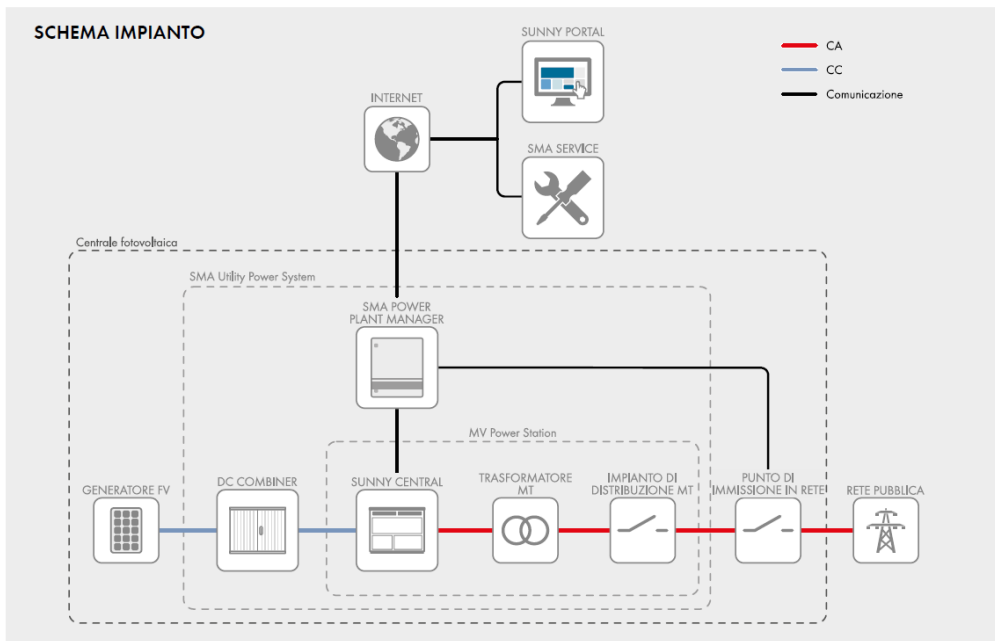 SCHEMA IMPIANTO
SUNNY PORTAL
CA
CC
Comunicazione
INTERNET
SMA SERVICE
Centrale fotovoltaica
SMA Utility Power System
SMA POWER
PLANT MANAGER
MV Power Station
GENERATORE FV
DC COMBINER
SUNNY CENTRAL
TRASFORMATORE
MT
IMPIANTO DI
DISTRIBUZIONE MT
PUNTO DI
IMMISSIONE IN RETE
RETE PUBBLICA